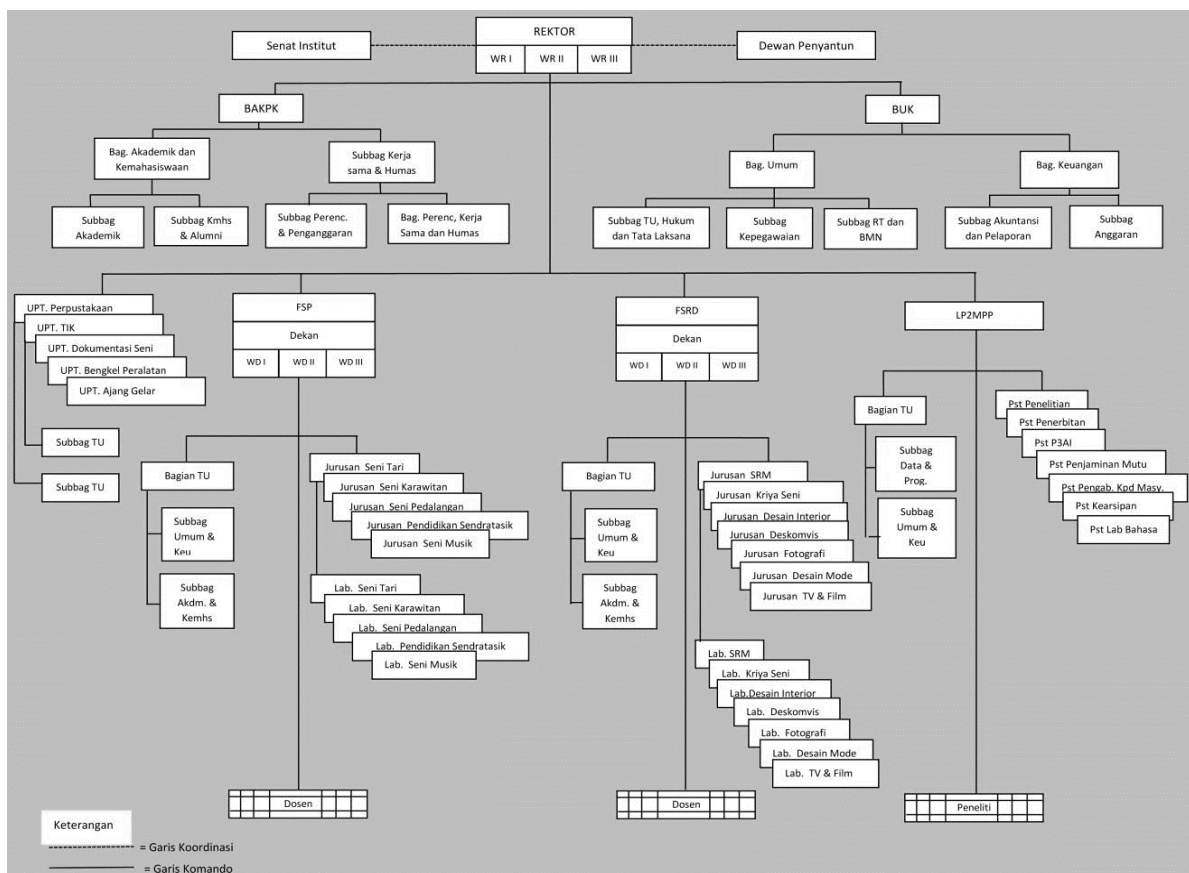 REKTOR
Senat Institut
Dewan Penyantun
WR I
WR II
WR III
BAKPK
BUK
Bag. Akademik dan
Kemahasiswaan
Subbag Kerja
sama & Humas
Bag. Umum
Bag. Keuangan
Subbag
Akademik
Subbag Kmhs
& Alumni
Subbag Perenc.
& Penganggaran
Bag. Perenc, Kerja
Sama dan Humas
Subbag TU, Hukum
dan Tata Laksana
Subbag
Kepegawaian
Subbag RT dan
BMN
Subbag Akuntansi
dan Pelaporan
Subbag
Anggaran
UPT. Perpustakaan
UPT. TIK
UPT. Dokumentasi Seni
UPT. Bengkel Peralatan
UPT. Ajang Gelar
Subbag TU
Subbag TU
FSP
Dekan
WD I
WD II
WD III
Bagian TU
Subbag
Umum &
Keu
Subbag
Akdm. &
Kemhs
Jurusan Seni Tari
Jurusan Seni Karawitan
Jurusan Seni Pedalangan
Jurusan Pendidikan Sendratasik
Jurusan Seni Musik
Lab. Seni Tari
Lab. Seni Karawitan
Lab. Seni Pedalangan
Lab. Pendidikan Sendratasik
Lab. Seni Musik
Dosen
FSRD
Dekan
WD I
WD II
WD III
Bagian TU
Subbag
Umum &
Keu
Subbag
Akdm. &
Kemhs
Jurusan SRM
Jurusan Kriya Seni
Jurusan Desain Interior
Jurusan Deskomvis
Jurusan Fotografi
Jurusan Desain Mode
Jurusan TV & Film
Lab. SRM
Lab. Kriya Seni
Lab.Desain Interior
Lab. Deskomvis
Lab. Fotografi
Lab. Desain Mode
Lab. TV & Film
Dosen
LP2MPP
Bagian TU
Subbag
Data &
Prog.
Subbag
Umum &
Keu
Pst Penelitian
Pst Penerbitan
Pst P3AI
Pst Penjaminan Mutu
Pst Pengab. Kpd Masy.
Pst Kearsipan
Pst Lab Bahasa
Peneliti
Keterangan
= Garis Koordinasi
= Garis Komando